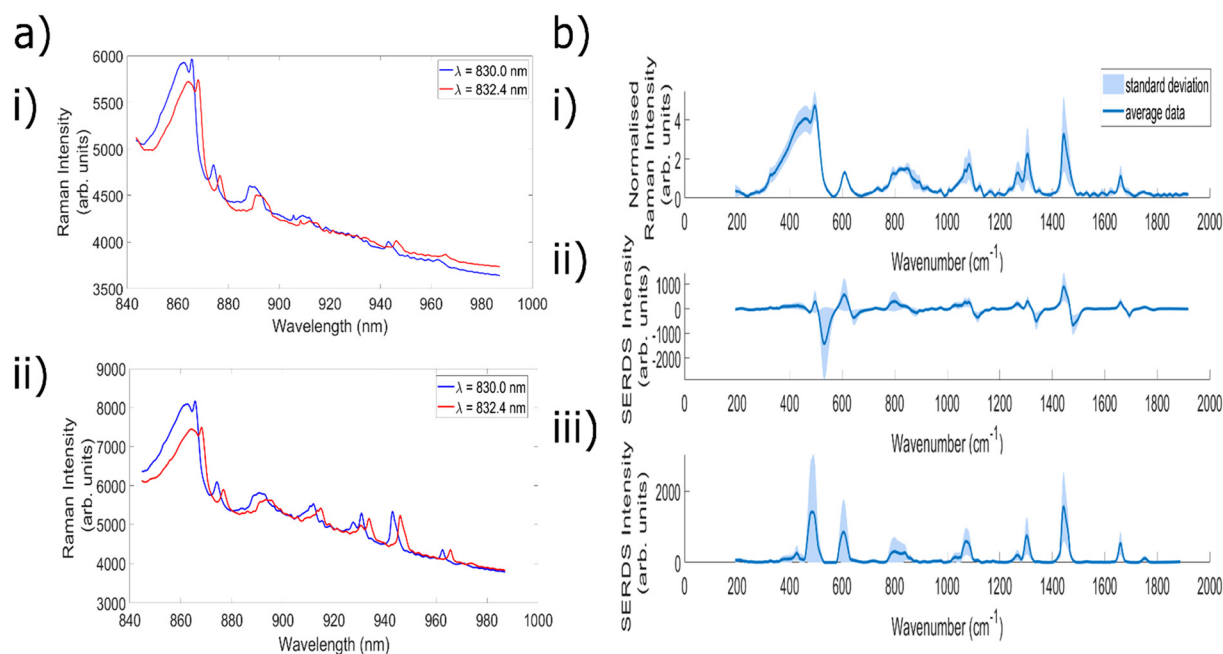 a)
i)
6000
5500
5000
4500
4000
3500
Raman Intensity
(arb. units)
λ = 830.0 nm
λ = 832.4 nm
840 860 880 900 920 940 960 980 1000
Wavelength (nm)
ii)
9000
8000
7000
6000
5000
4000
3000
Raman Intensity
(arb. units)
λ = 830.0 nm
λ = 832.4 nm
840 860 880 900 920 940 960 980 1000
Wavelength (nm)
b)
i)
Normalised
Raman Intensity
(arb. units)
4
2
0
standard deviation
average data
0 200 400 600 800 1000 1200 1400 1600 1800 2000
Wavenumber (cm⁻¹)
ii)
SERDS Intensity
(arb. units)
1000
0
-1000
-2000
0 200 400 600 800 1000 1200 1400 1600 1800 2000
Wavenumber (cm⁻¹)
iii)
SERDS Intensity
(arb. units)
2000
0
0 200 400 600 800 1000 1200 1400 1600 1800 2000
Wavenumber (cm⁻¹)